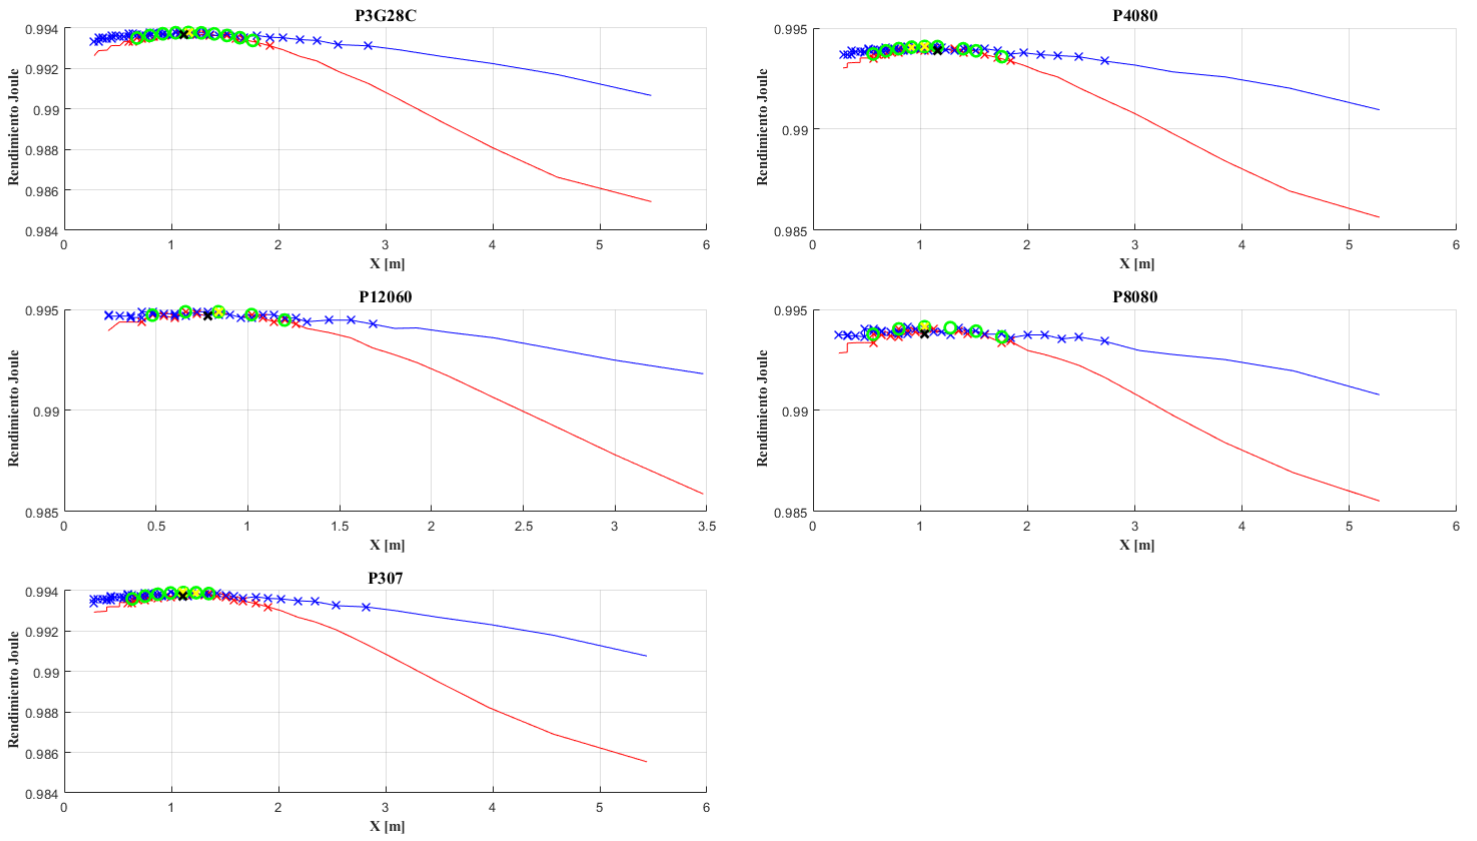 P3G28C
0.994
0.992
0.99
0.988
0.986
0.984
Rendimiento Joule
0 1 2 3 4 5 6
X [m]
P4080
0.995
0.99
0.985
Rendimiento Joule
0 1 2 3 4 5 6
X [m]
P12060
0.995
0.99
0.985
Rendimiento Joule
0 0.5 1 1.5 2 2.5 3 3.5
X [m]
P8080
0.995
0.99
0.985
Rendimiento Joule
0 1 2 3 4 5 6
X [m]
P307
0.994
0.992
0.99
0.988
0.986
0.984
Rendimiento Joule
0 1 2 3 4 5 6
X [m]